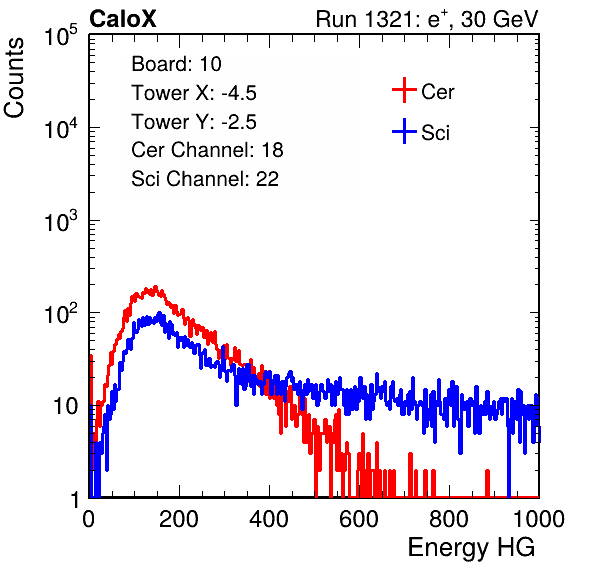 CaloX Run 1321: e⁺, 30 GeV
Counts
Board: 10
Tower X: -4.5
Tower Y: -2.5
Cer Channel: 18
Sci Channel: 22
Cer
Sci
10⁵
10⁴
10³
10²
10
1
0 200 400 600 800 1000
Energy HG